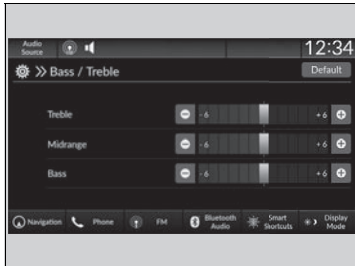 Audio
Source
12:34
Bass / Treble
Default
Treble
- 6
+ 6
Midrange
- 6
+ 6
Bass
- 6
+ 6
Navigation
Phone
FM
Bluetooth
Audio
Smart
Shortcuts
Display
Mode